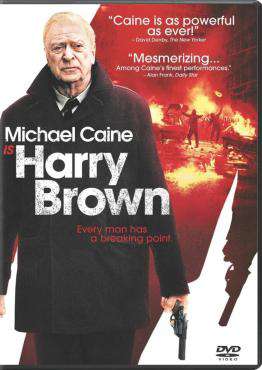 "Caine is as powerful
as ever!"
–David Denby, The New Yorker
"Mesmerizing...
Among Caine's finest performances."
–Alan Frank, Daily Star
Michael Caine
IS
Harry
Brown
Every man has
a breaking point.
DVD
VIDEO